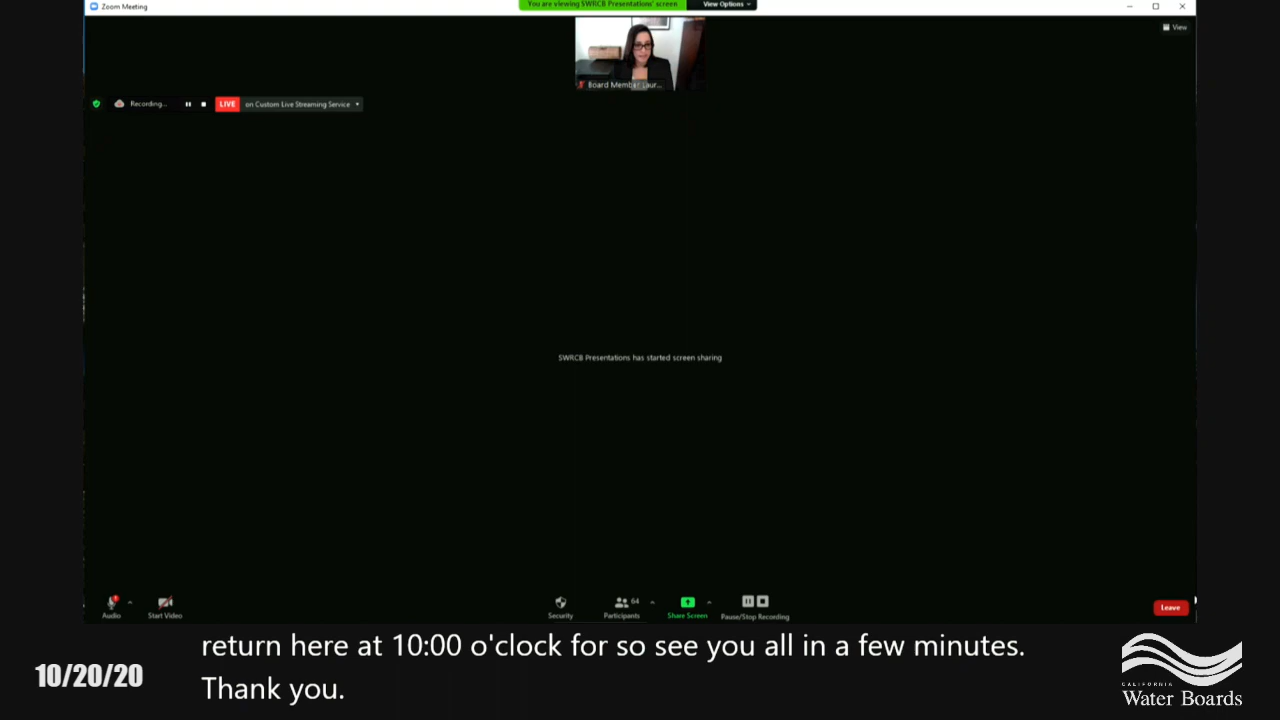 Zoom Meeting
You are viewing SWRCB Presentations' screen
View Options
View
Board Member Laur...
Recording...
LIVE
on Custom Live Streaming Service
SWRCB Presentations has started screen sharing
Audio
Start Video
Security
64
Participants
Share Screen
Pause/Stop Recording
Leave
return here at 10:00 o'clock for so see you all in a few minutes.
Thank you.
10/20/20
CALIFORNIA
Water Boards